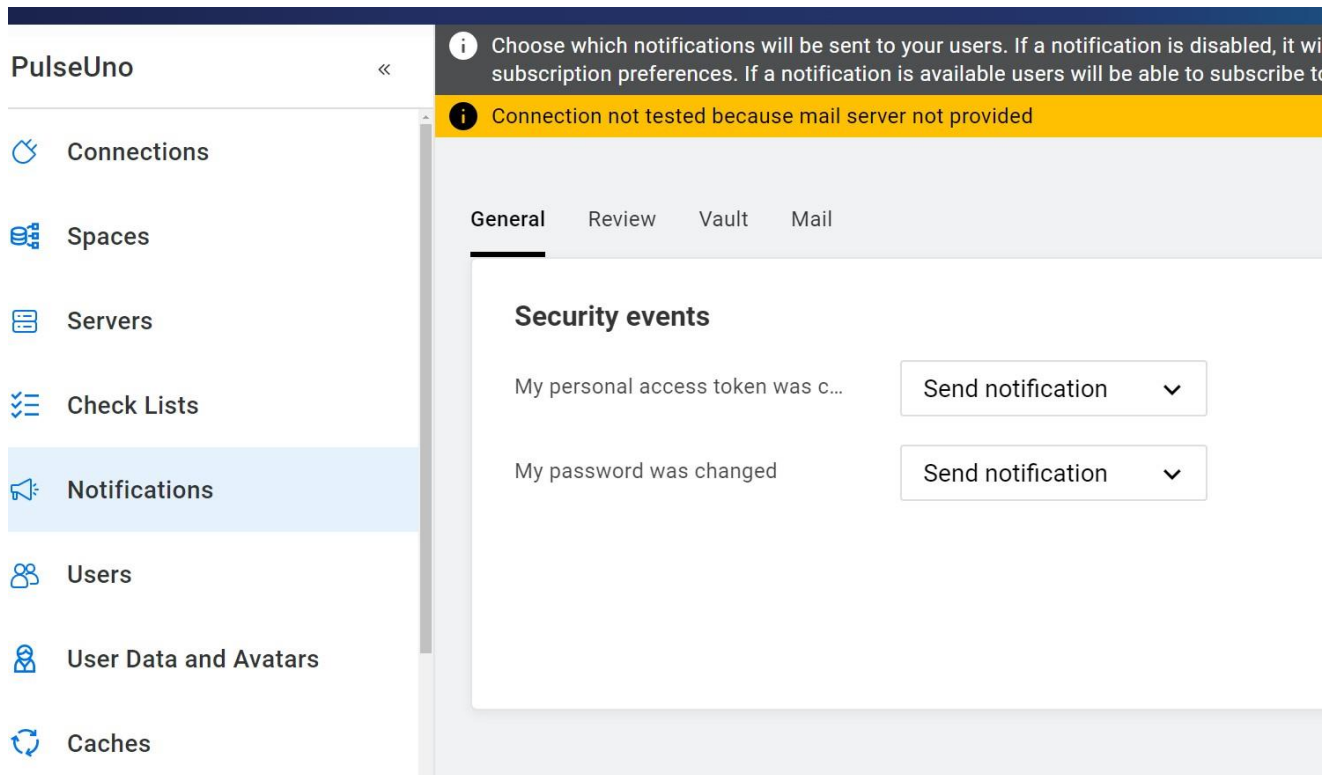 PulseUno
Connections
Spaces
Servers
Check Lists
Notifications
Users
User Data and Avatars
Caches
Choose which notifications will be sent to your users. If a notification is disabled, it
subscription preferences. If a notification is available users will be able to subscribe
Connection not tested because mail server not provided
General Review Vault Mail
Security events
My personal access token was c... Send notification
My password was changed Send notification